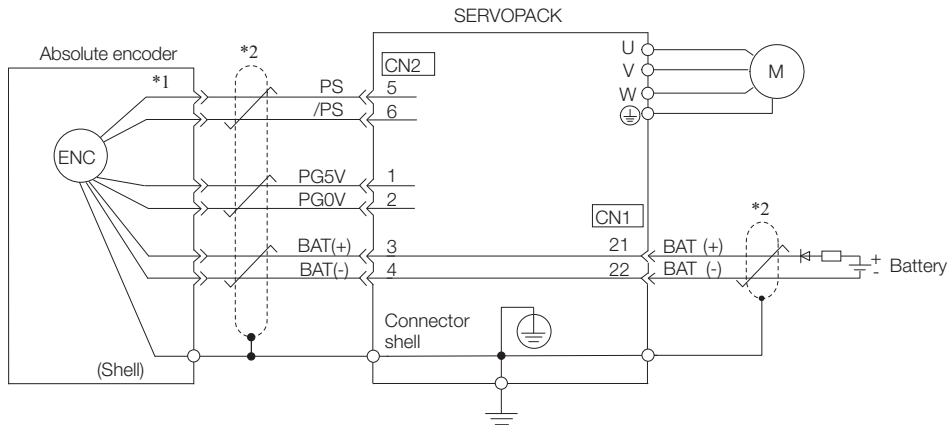 SERVOPACK
Absolute encoder
*2
*1
CN2
U
V
W
M
PS
5
/PS
6
ENC
PG5V
1
PG0V
2
CN1
*2
BAT(+)
3
21
BAT (+)
BAT(-)
4
22
BAT (-)
+
-
Battery
Connector
shell
(Shell)